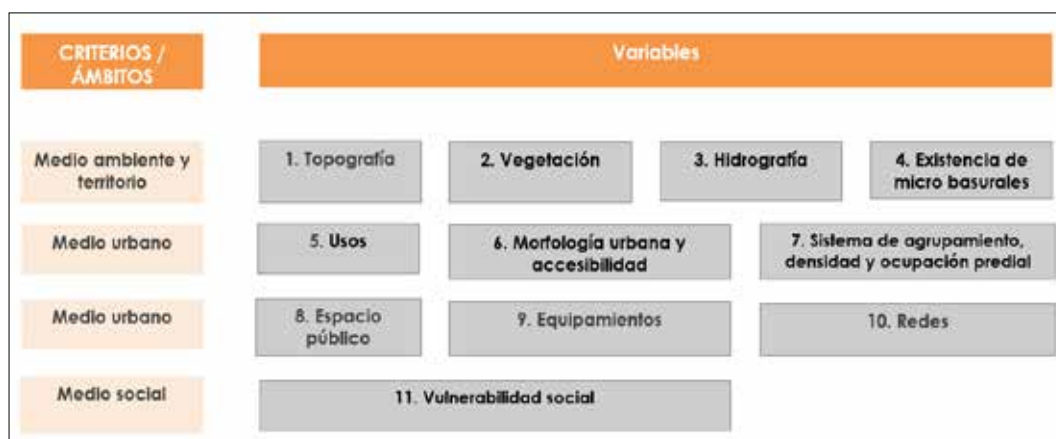 CRITERIOS /
ÁMBITOS
Variables
Medio ambiente y
territorio
1. Topografía
2. Vegetación
3. Hidrografía
4. Existencia de
micro basurales
Medio urbano
5. Usos
6. Morfología urbana y
accesibilidad
7. Sistema de agrupamiento,
densidad y ocupación predial
Medio urbano
8. Espacio
público
9. Equipamientos
10. Redes
Medio social
11. Vulnerabilidad social